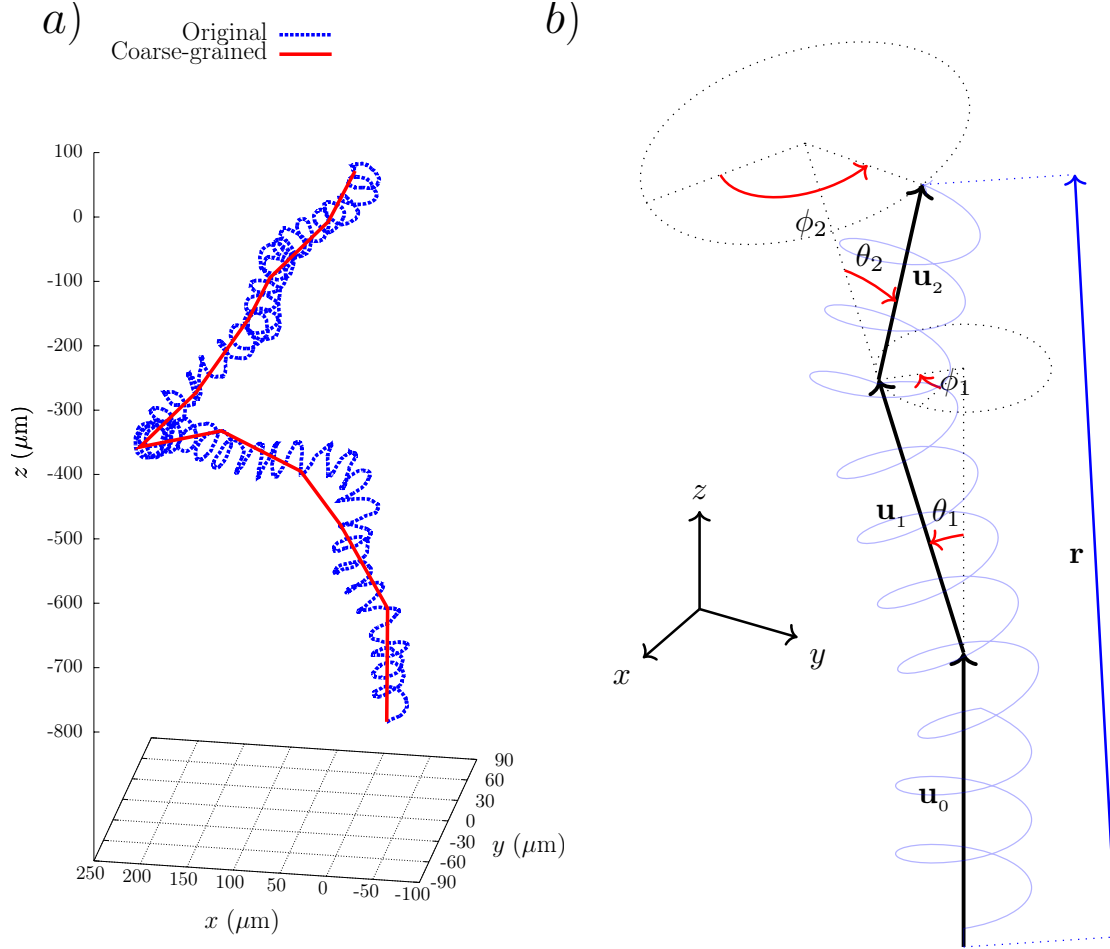 a)
Original
Coarse-grained
100
0
-100
-200
-300
-400
-500
-600
-700
-800
z (μm)
90
60
30
0
-30
-60
-90
y (μm)
250
200
150
100
50
0
-50
-100
x (μm)
b)
ϕ₂
θ₂
u₂
ϕ₁
u₁
θ₁
z
x
y
r
u₀